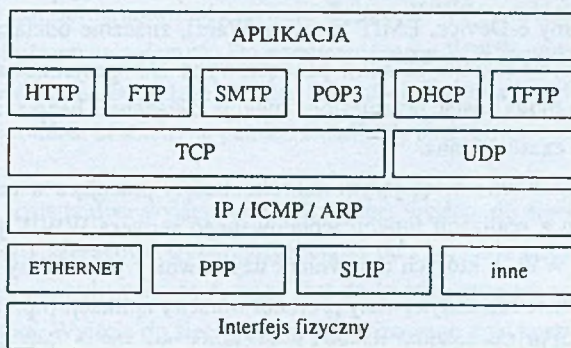 APLIKACJA
HTTP FTP SMTP POP3 DHCP TFTP
TCP UDP
IP / ICMP / ARP
ETHERNET PPP SLIP inne
Interfejs fizyczny